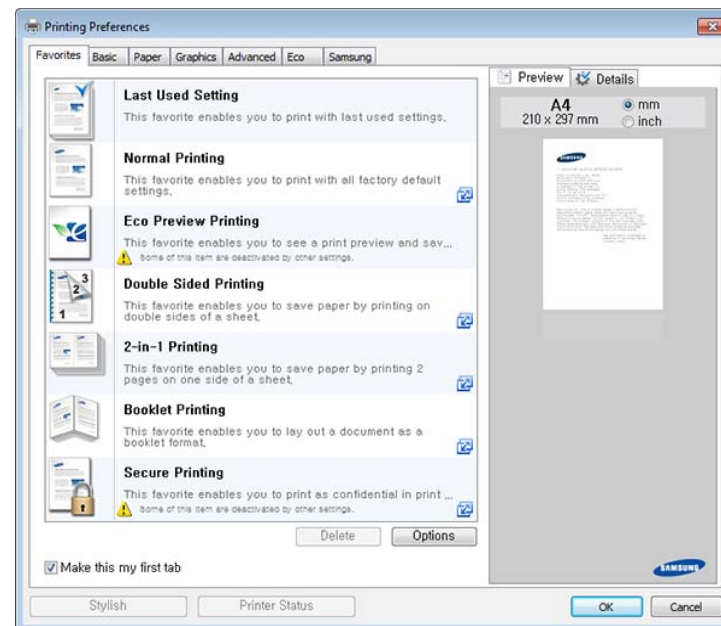 Printing Preferences
Favorites Basic Paper Graphics Advanced Eco Samsung
Last Used Setting
This favorite enables you to print with last used settings.
Normal Printing
This favorite enables you to print with all factory default
settings.
Eco Preview Printing
This favorite enables you to see a print preview and sav...
Some of this item are deactivated by other settings.
Double Sided Printing
This favorite enables you to save paper by printing on
double sides of a sheet.
2-in-1 Printing
This favorite enables you to save paper by printing 2
pages on one side of a sheet.
Booklet Printing
This favorite enables you to lay out a document as a
booklet format.
Secure Printing
This favorite enables you to print as confidential in print ...
Some of this item are deactivated by other settings.
Delete Options
Make this my first tab
Preview Details
A4
210 x 297 mm
mm
inch
SAMSUNG
SAMSUNG
Stylish Printer Status OK Cancel
1 2 3